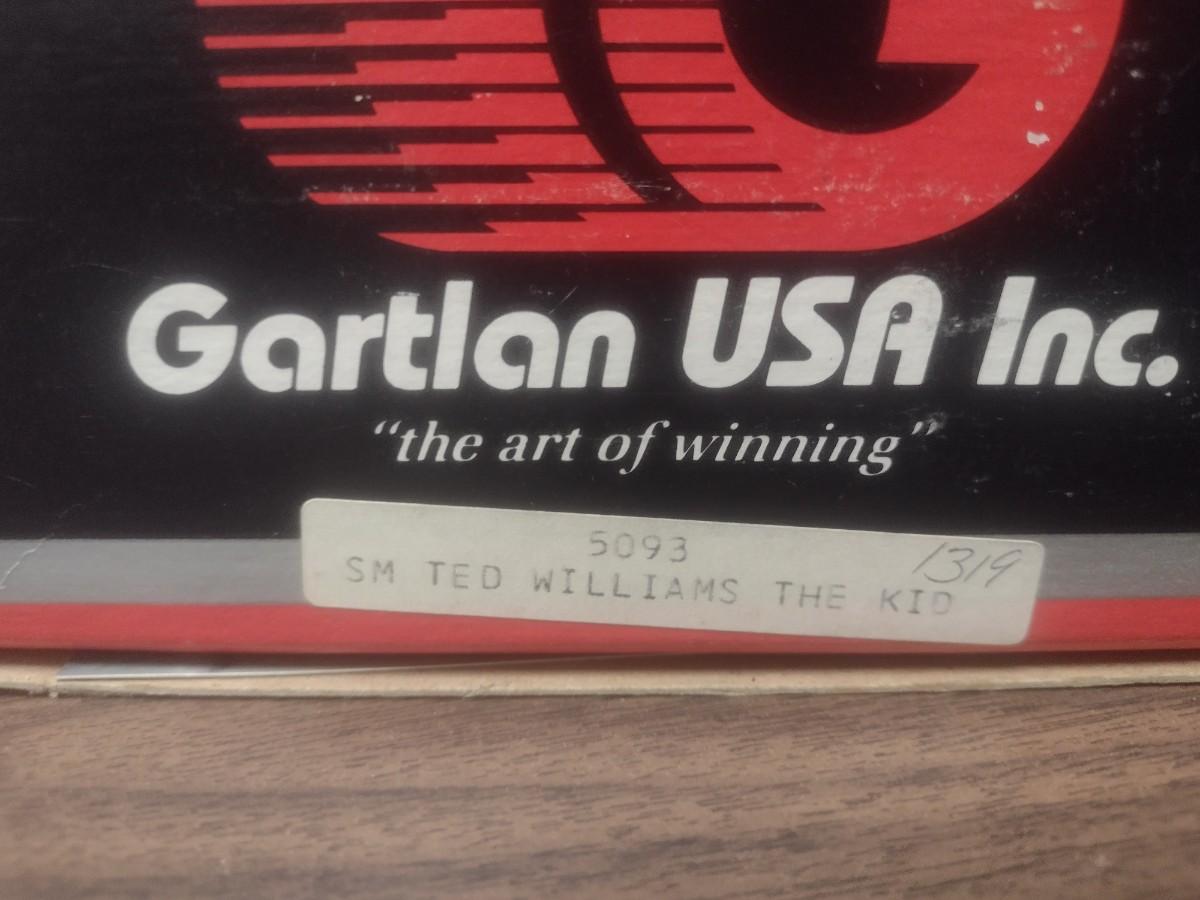 Gartlan USA Inc.
"the art of winning"
5093
1319
SM TED WILLIAMS THE KID